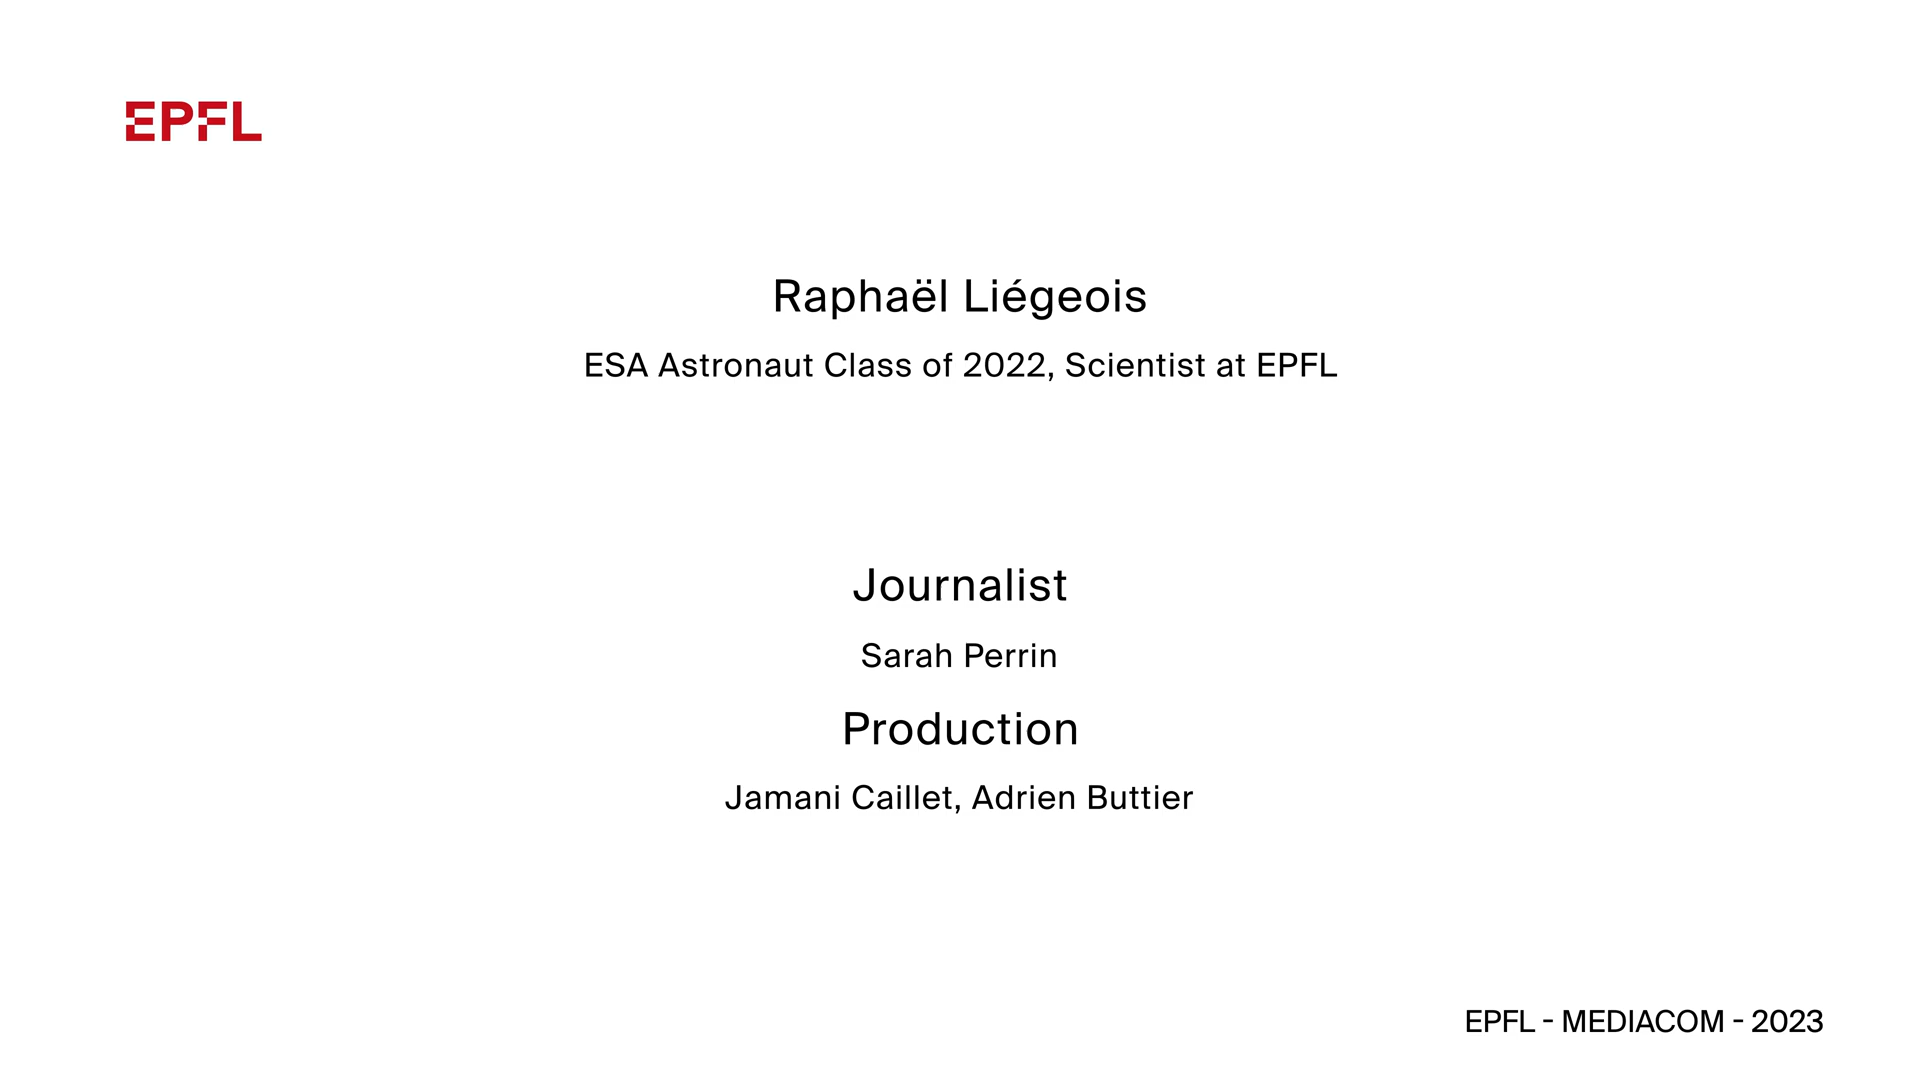 EPFL
Raphaël Liégeois
ESA Astronaut Class of 2022, Scientist at EPFL
Journalist
Sarah Perrin
Production
Jamani Caillet, Adrien Buttier
EPFL - MEDIACOM - 2023